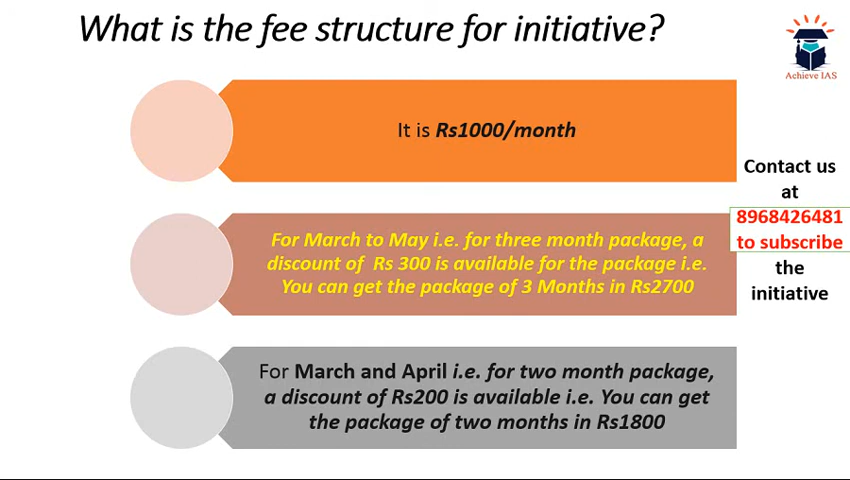 What is the fee structure for initiative?
Achieve IAS
It is Rs1000/month
For March to May i.e. for three month package, a
discount of Rs 300 is available for the package i.e.
You can get the package of 3 Months in Rs2700
For March and April i.e. for two month package,
a discount of Rs200 is available i.e. You can get
the package of two months in Rs1800
Contact us
at
8968426481
to subscribe
the
initiative